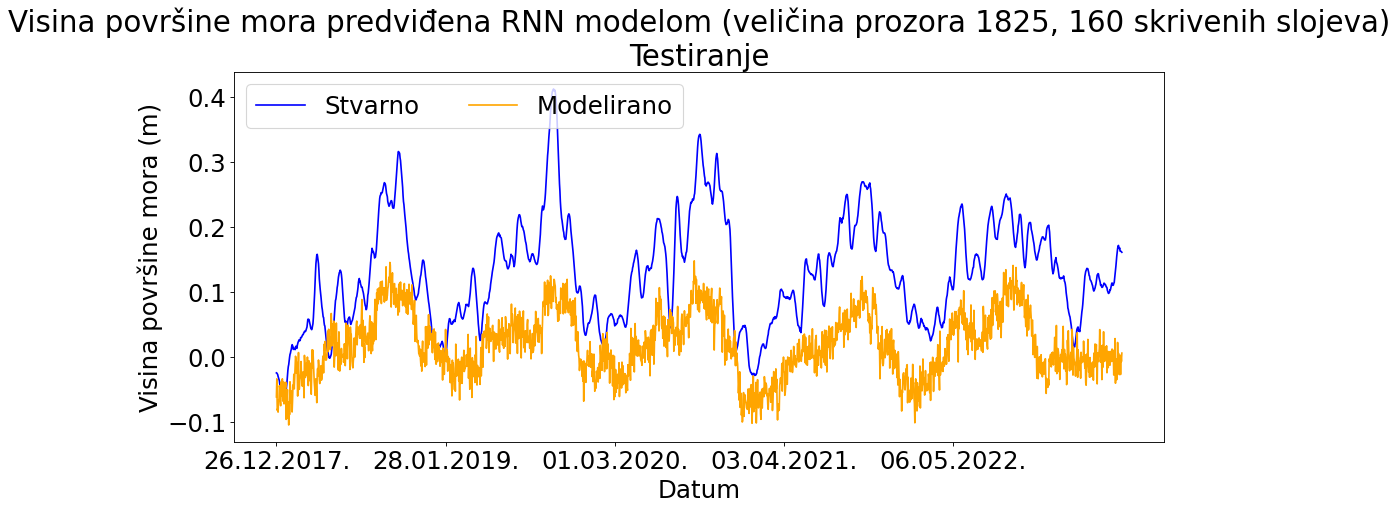 Visina površine mora predviđena RNN modelom (veličina prozora 1825, 160 skrivenih slojeva)
Testiranje
Stvarno
Modelirano
Visina površine mora (m)
0.4
0.3
0.2
0.1
0.0
−0.1
26.12.2017.
28.01.2019.
01.03.2020.
03.04.2021.
06.05.2022.
Datum